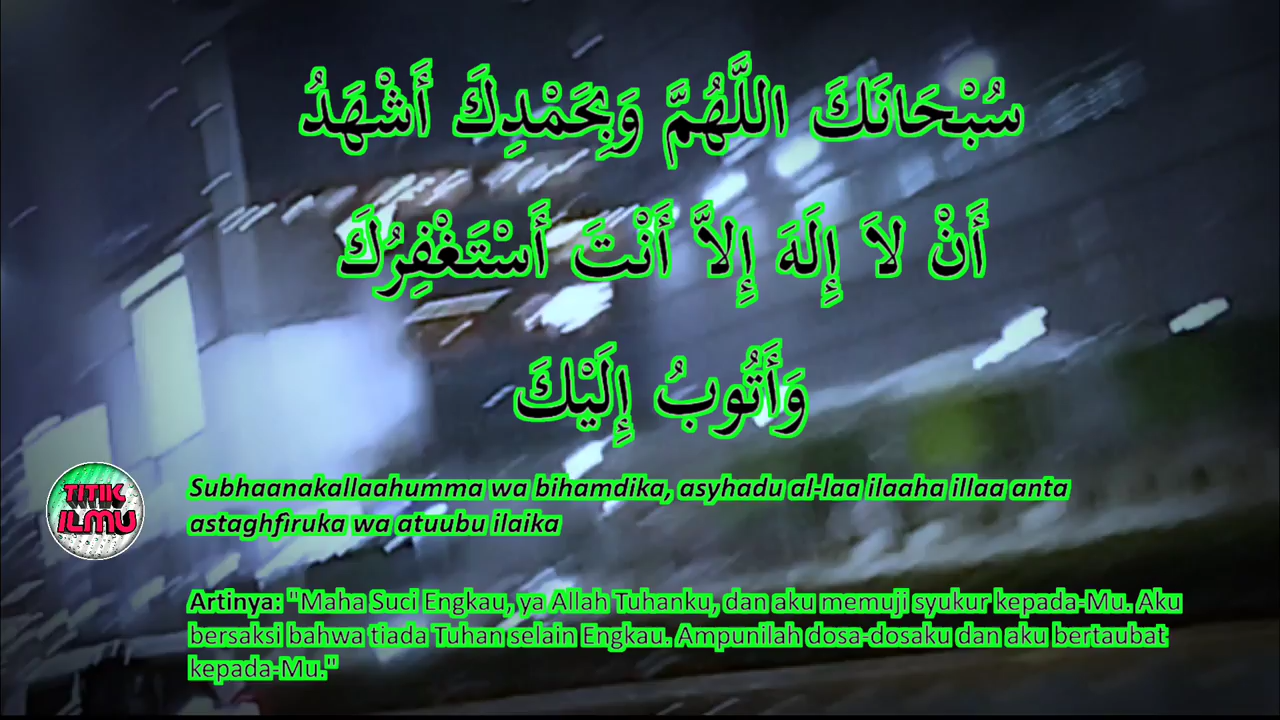 سُبْحَانَكَ اللَّهُمَّ وَبِحَمْدِكَ أَشْهَدُ
أَنْ لاَ إِلَهَ إِلاَّ أَنْتَ أَسْتَغْفِرُكَ
وَأَتُوبُ إِلَيْكَ
Subhaanakallaahumma wa bihamdika, asyhadu al-laa ilaaha illaa anta
astaghfiruka wa atuubu ilaika
TITIK
ILMU
Artinya: "Maha Suci Engkau, ya Allah Tuhanku, dan aku memuji syukur kepada-Mu. Aku
bersaksi bahwa tiada Tuhan selain Engkau. Ampunilah dosa-dosaku dan aku bertaubat
kepada-Mu."